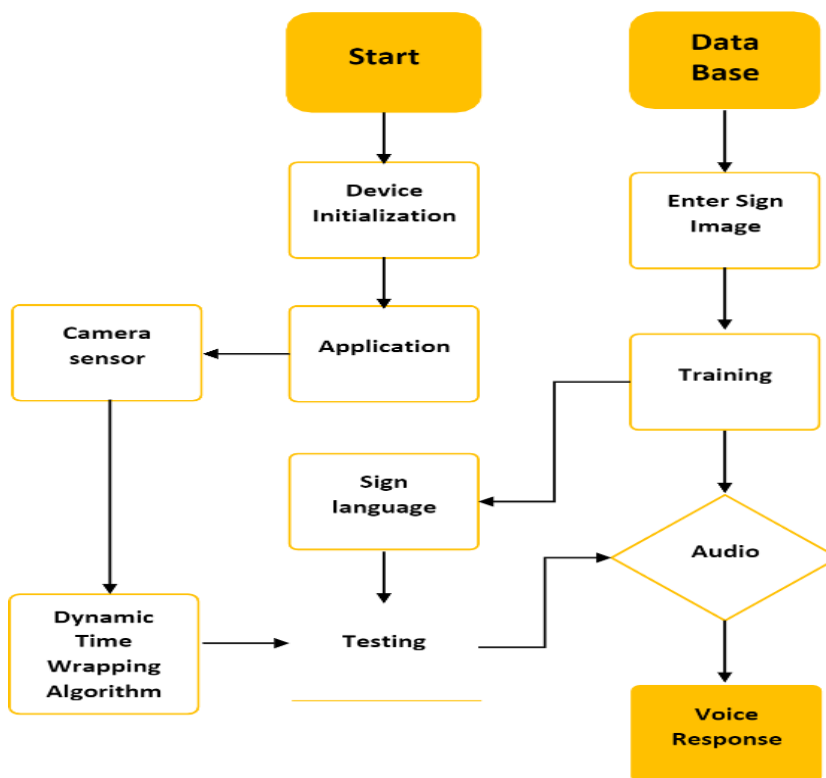 Start
Data
Base
Device
Initialization
Enter Sign
Image
Camera
sensor
Application
Training
Sign
language
Audio
Dynamic
Time
Wrapping
Algorithm
Testing
Voice
Response